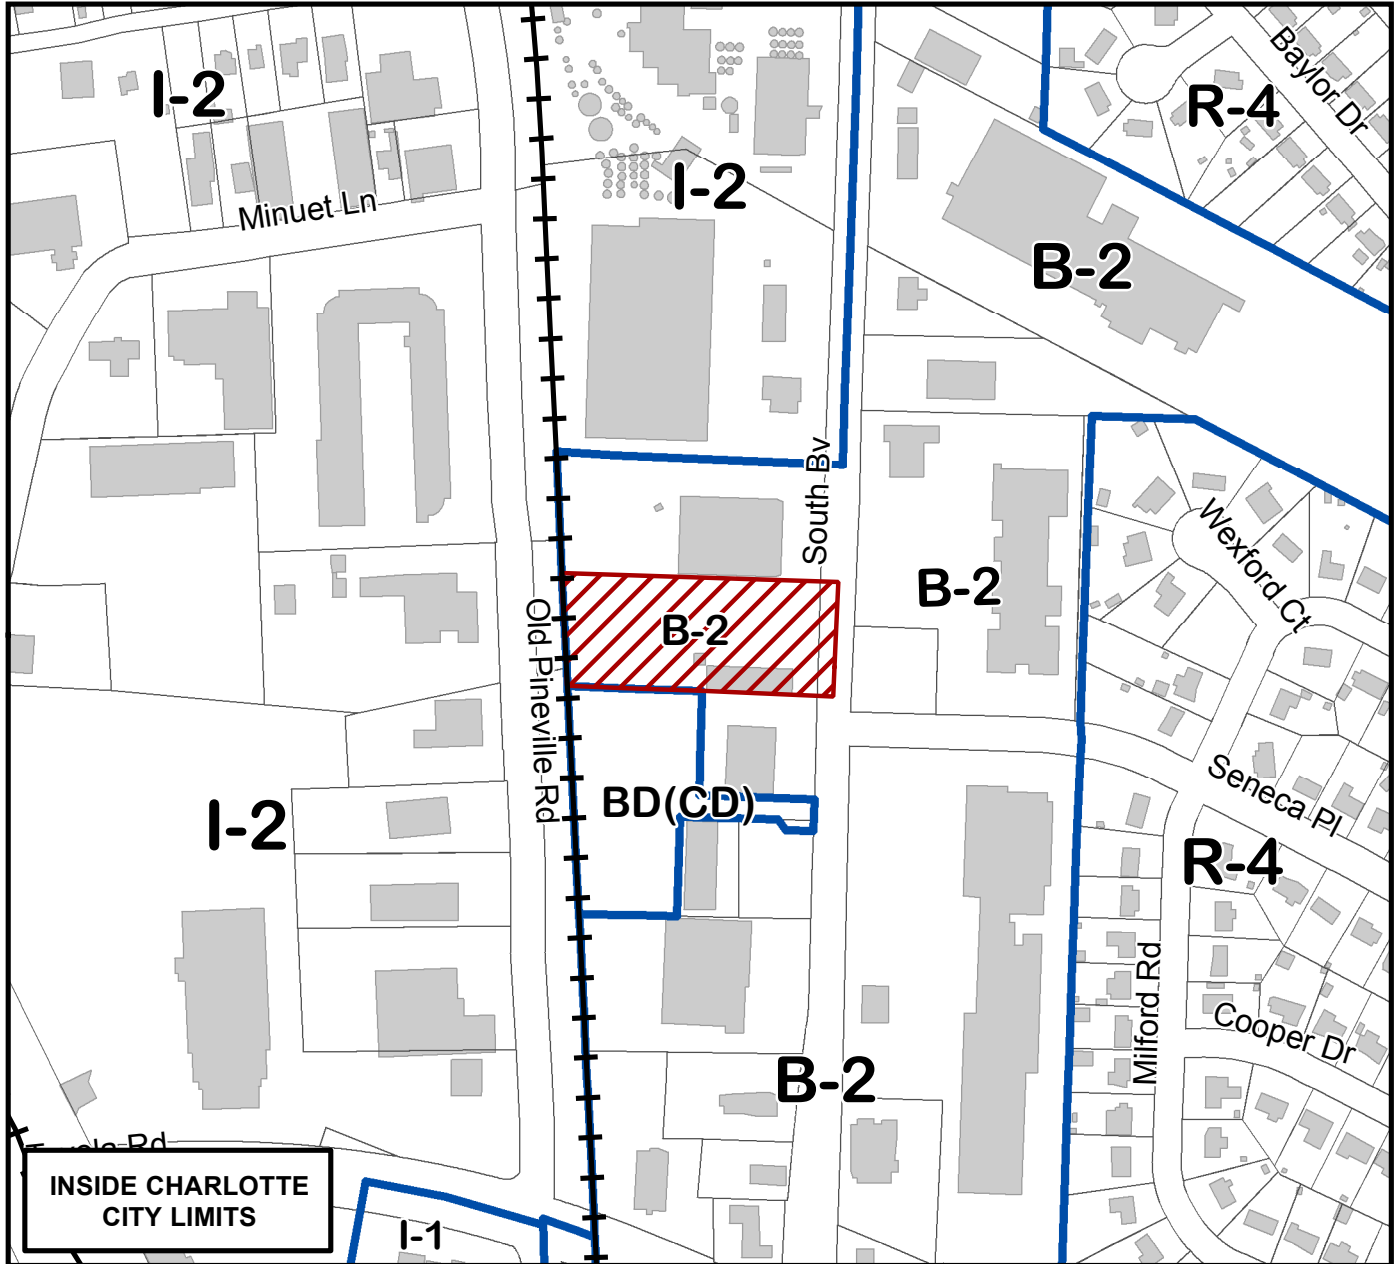 Baylor Dr
I-2
R-4
I-2
Minuet Ln
B-2
South Bv
Wexford Ct
B-2
B-2
Old Pineville Rd
Seneca Pl
BD(CD)
I-2
R-4
Milford Rd
Cooper Dr
B-2
Rd
INSIDE CHARLOTTE
CITY LIMITS
I-1